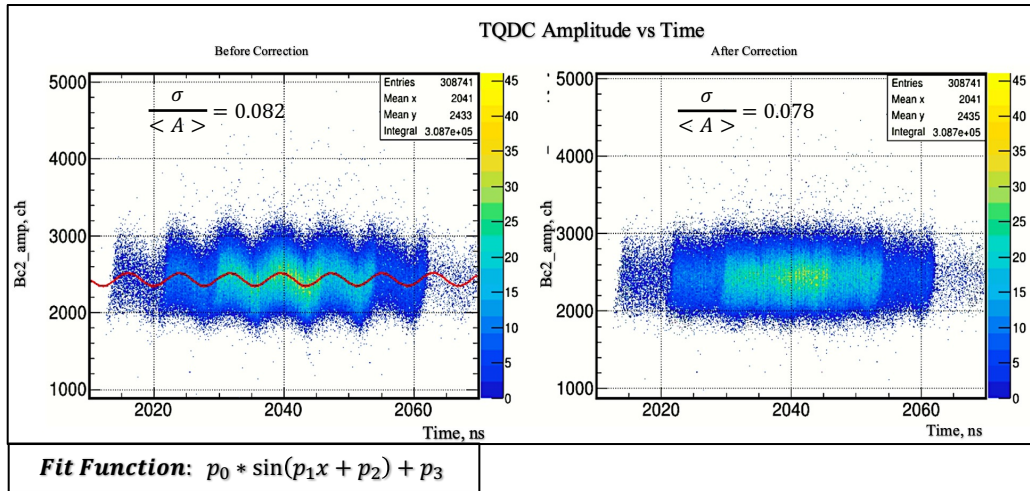 TQDC Amplitude vs Time
Before Correction
After Correction
σ
< A >
= 0.082
Entries 308741
Mean x 2041
Mean y 2433
Integral 3.087e+05
5000
4000
3000
2000
1000
Bc2_amp, ch
2020
2040
2060
Time, ns
45
40
35
30
25
20
15
10
5
0
σ
< A >
= 0.078
Entries 308741
Mean x 2041
Mean y 2435
Integral 3.087e+05
5000
4000
3000
2000
1000
Bc2_amp, ch
2020
2040
2060
Time, ns
45
40
35
30
25
20
15
10
5
0
Fit Function: p₀ * sin(p₁x + p₂) + p₃